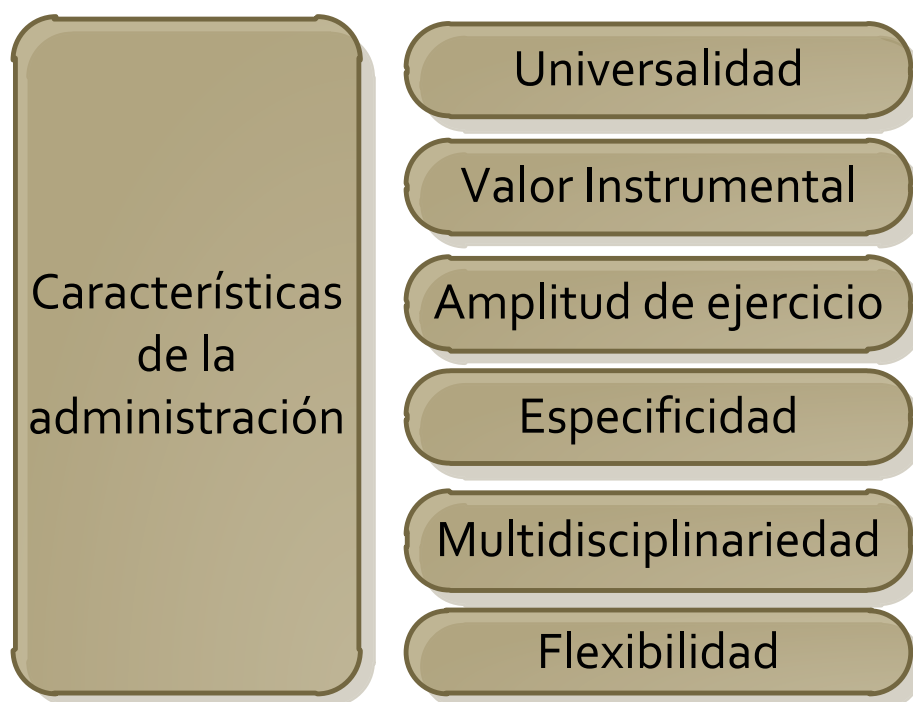 Características
de la
administración
Universalidad
Valor Instrumental
Amplitud de ejercicio
Especificidad
Multidisciplinariedad
Flexibilidad